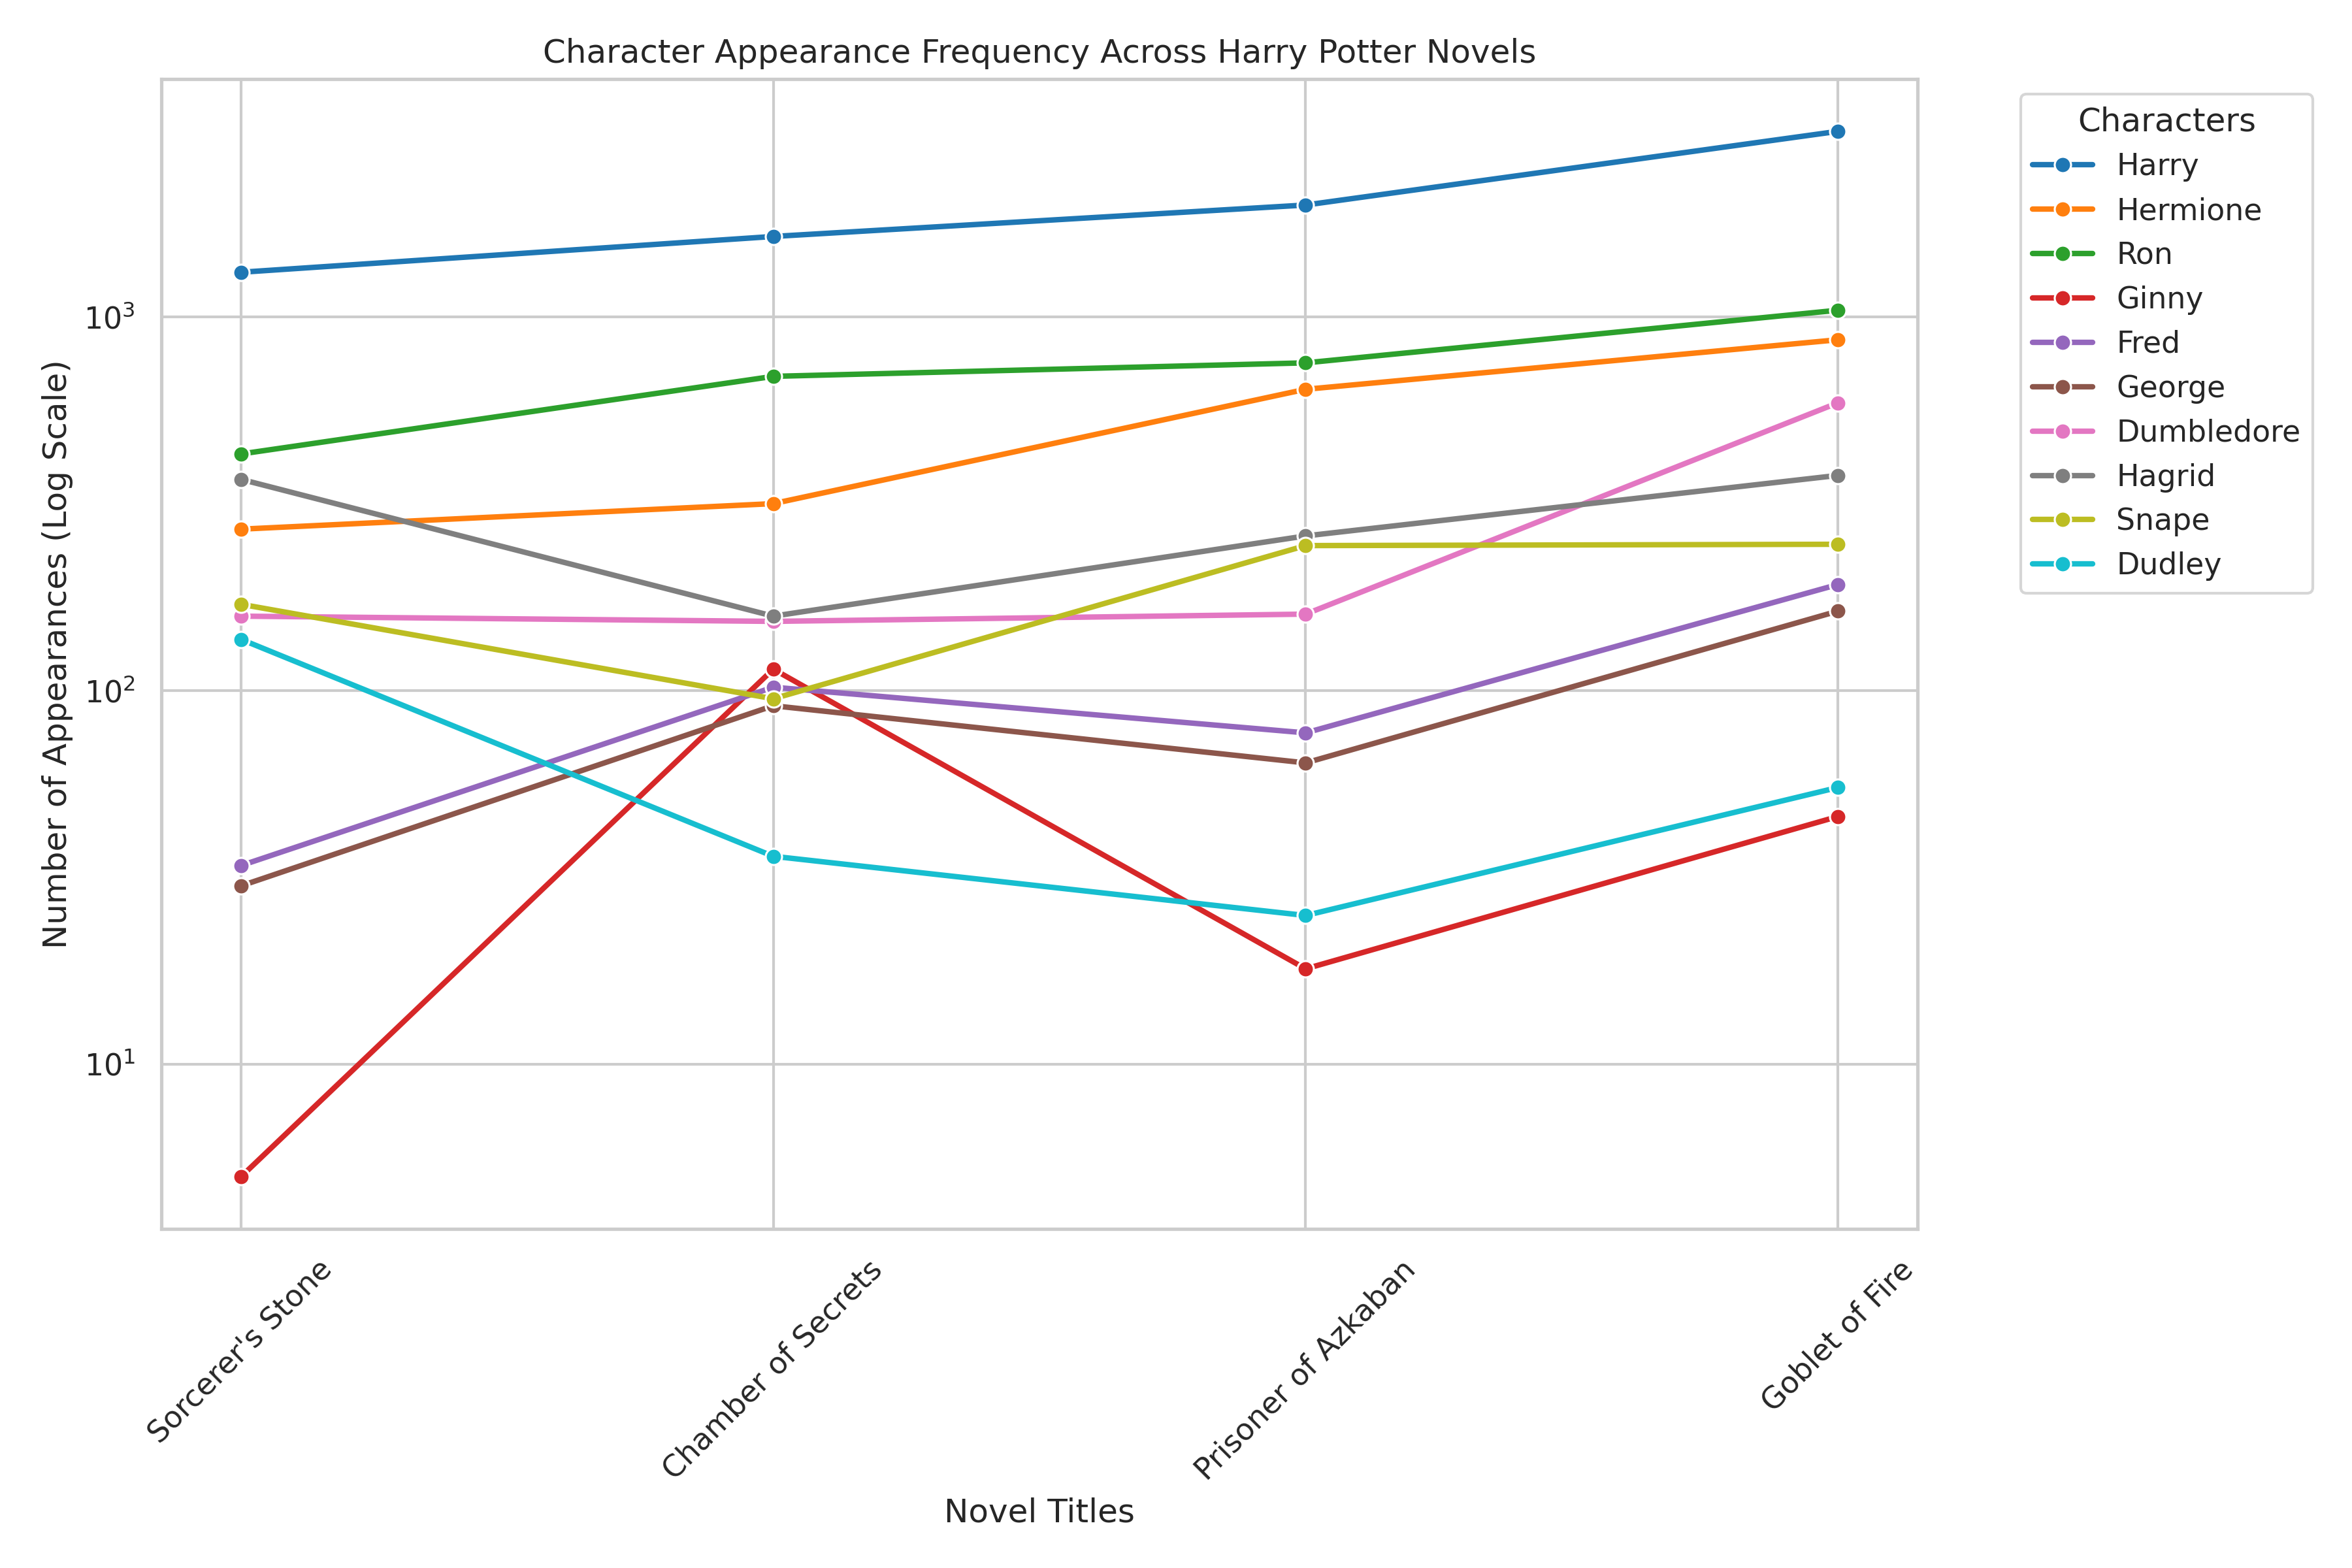 Character Appearance Frequency Across Harry Potter Novels
Number of Appearances (Log Scale)
10³
10²
10¹
Sorcerer's Stone
Chamber of Secrets
Prisoner of Azkaban
Goblet of Fire
Novel Titles
Characters
Harry
Hermione
Ron
Ginny
Fred
George
Dumbledore
Hagrid
Snape
Dudley